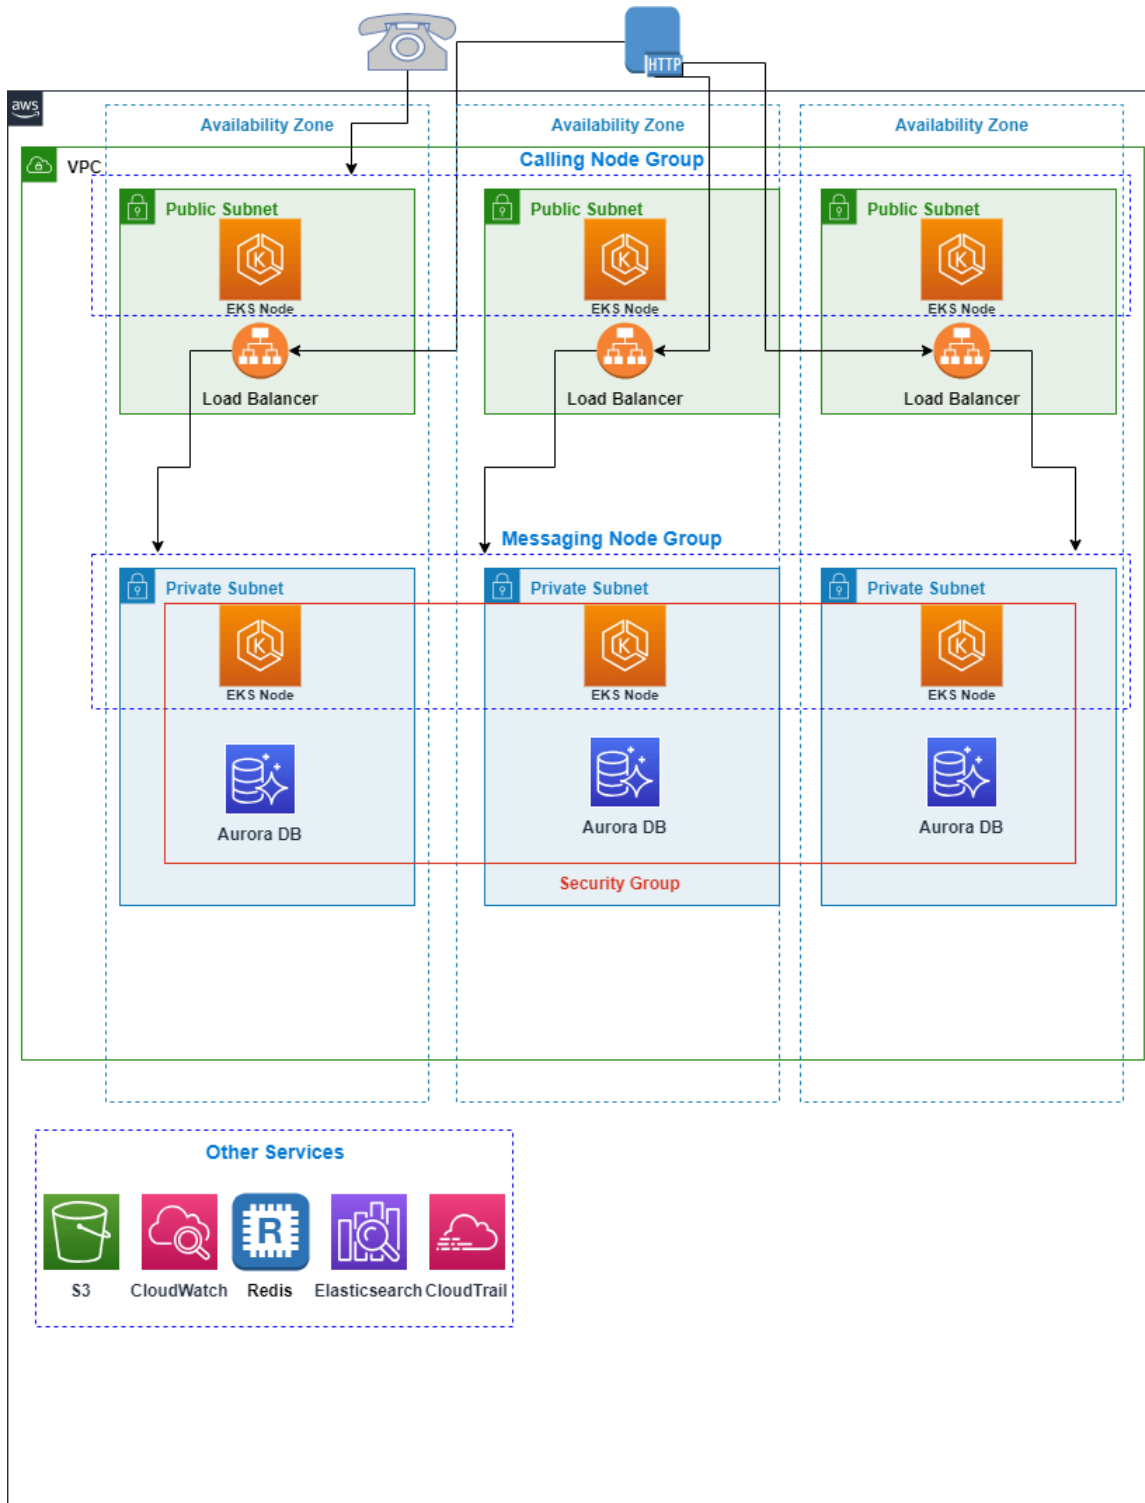 HTTP
aws
Availability Zone
Availability Zone
Availability Zone
VPC
Calling Node Group
Public Subnet
Public Subnet
Public Subnet
K
K
K
EKS Node
EKS Node
EKS Node
Load Balancer
Load Balancer
Load Balancer
Messaging Node Group
Private Subnet
Private Subnet
Private Subnet
K
K
K
EKS Node
EKS Node
EKS Node
Aurora DB
Aurora DB
Aurora DB
Security Group
Other Services
R
S3
CloudWatch
Redis
Elasticsearch
CloudTrail